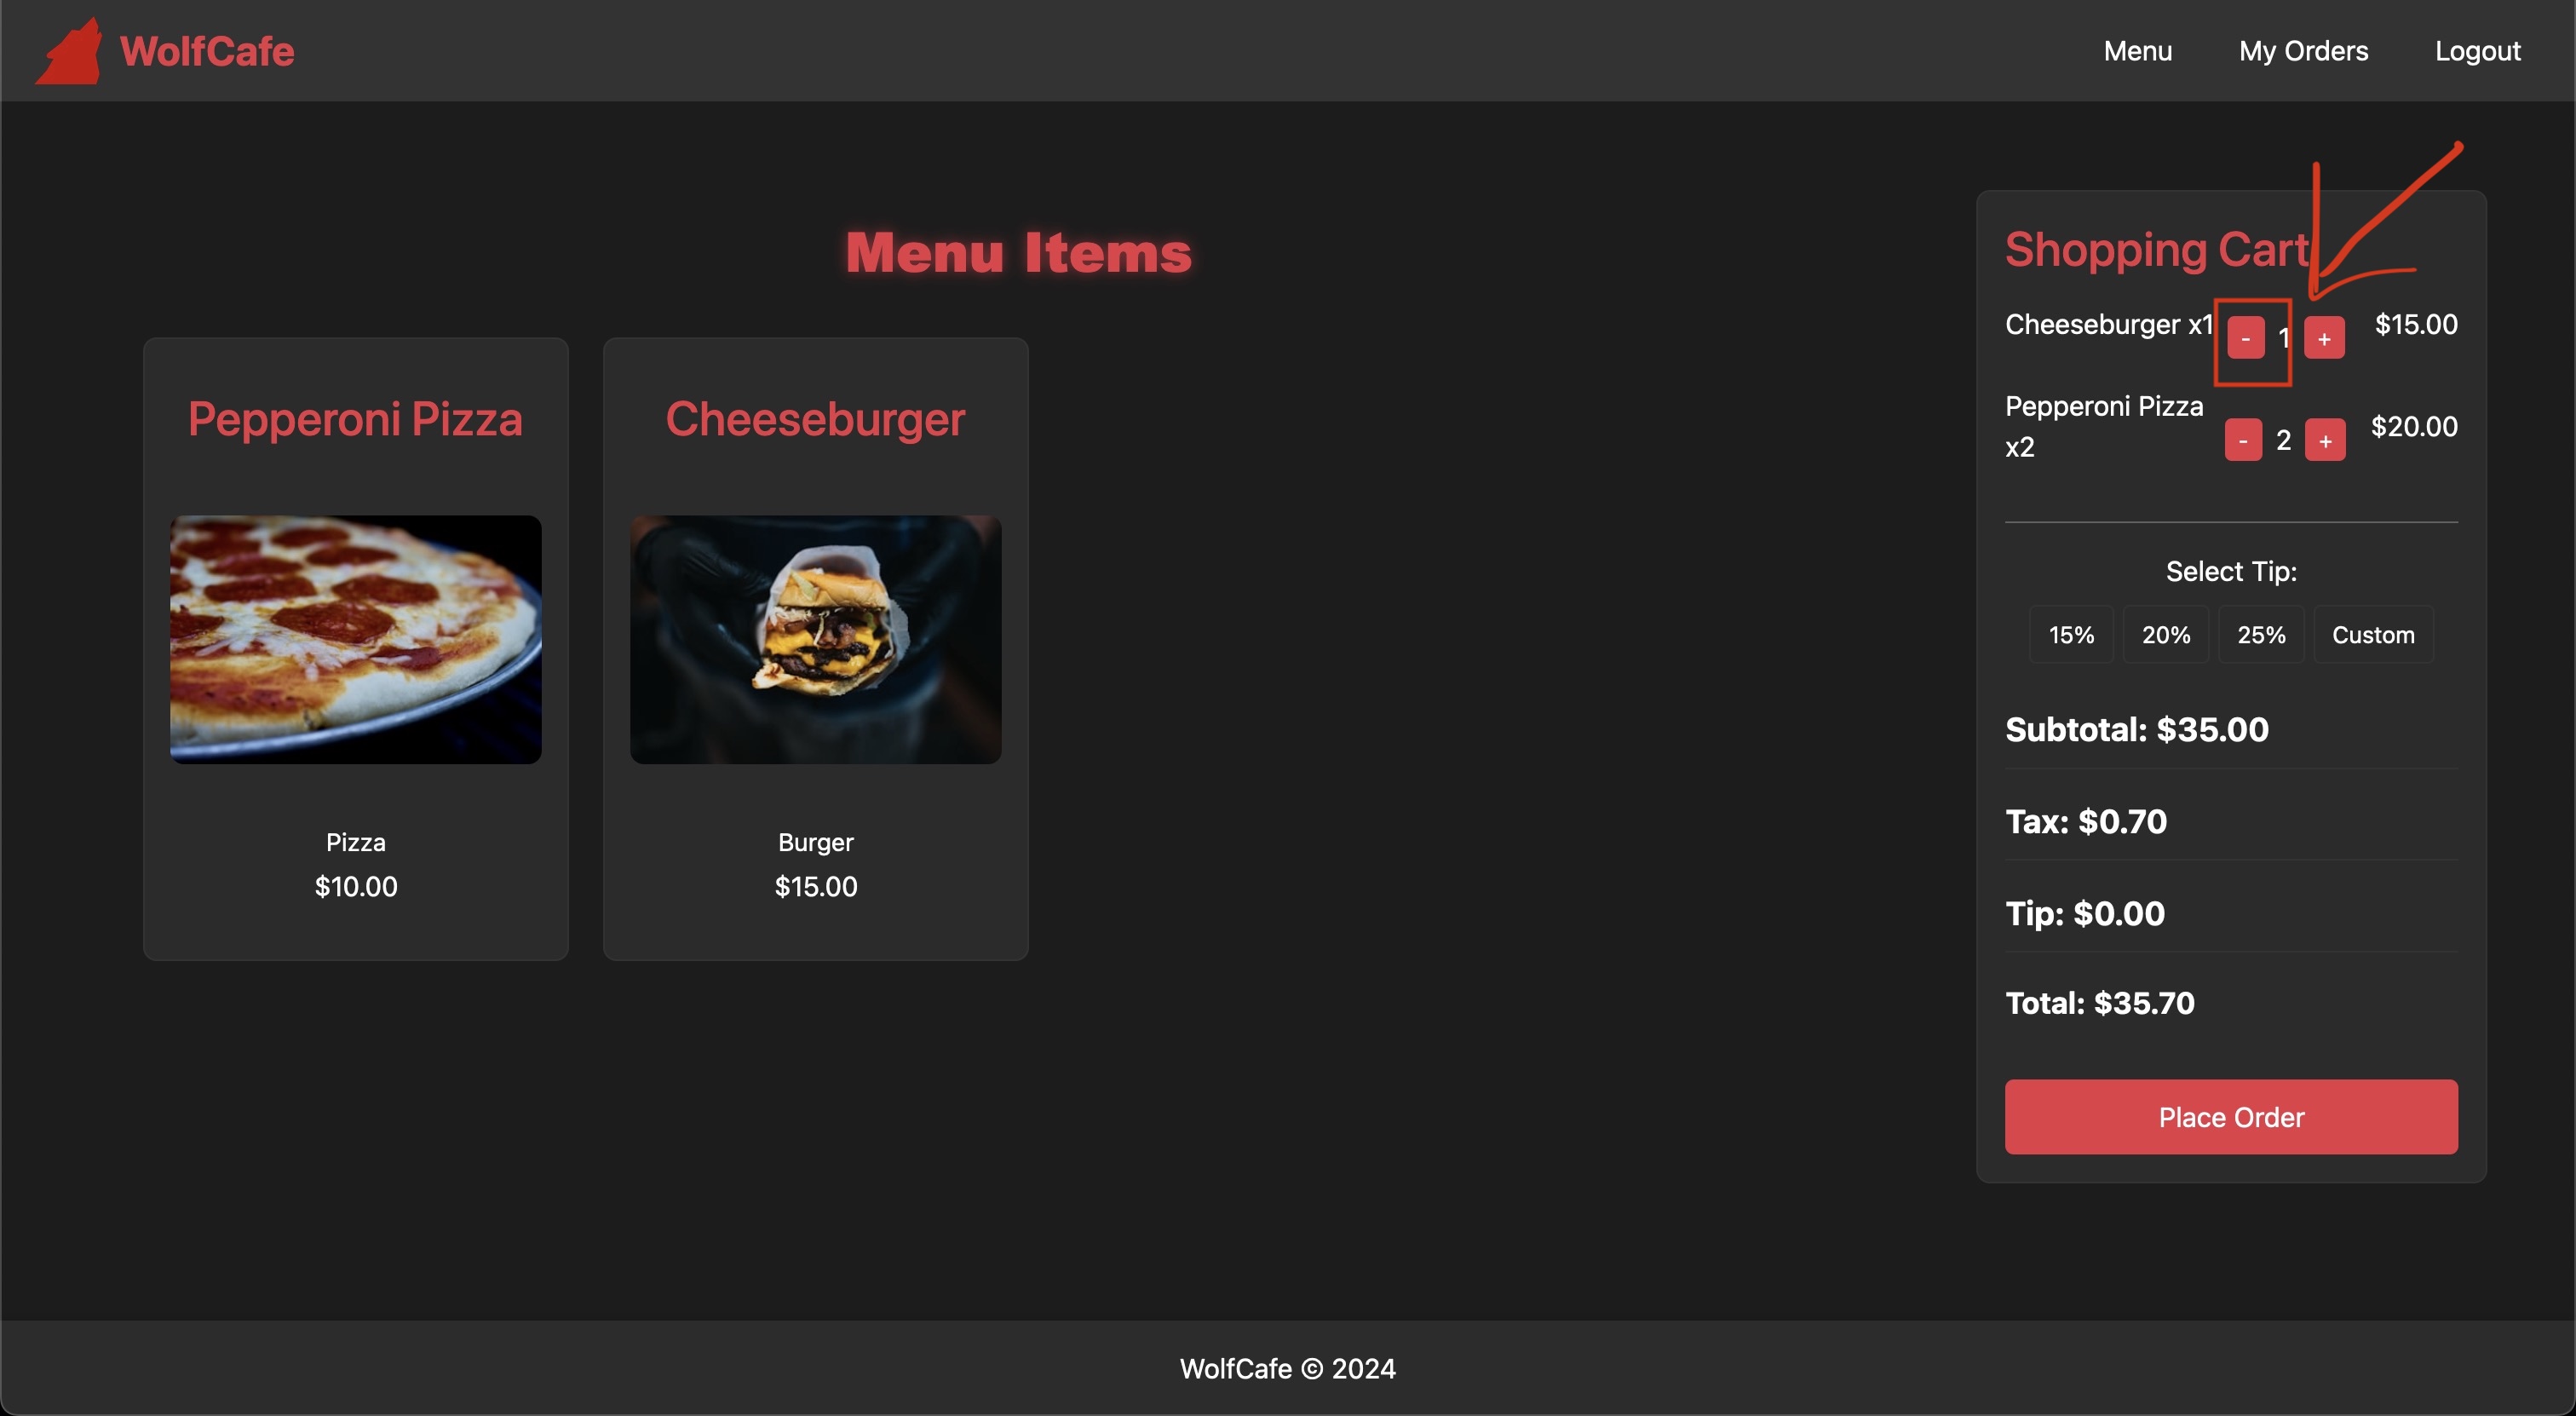 WolfCafe
Menu
My Orders
Logout
Menu Items
Pepperoni Pizza
Pizza
$10.00
Cheeseburger
Burger
$15.00
Shopping Cart
Cheeseburger x1 - 1 + $15.00
Pepperoni Pizza
x2 - 2 + $20.00
Select Tip:
15% 20% 25% Custom
Subtotal: $35.00
Tax: $0.70
Tip: $0.00
Total: $35.70
Place Order
WolfCafe © 2024